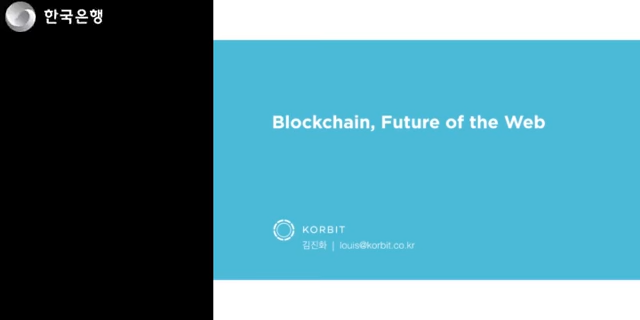 한국은행
Blockchain, Future of the Web
KORBIT
김진화 | louis@korbit.co.kr